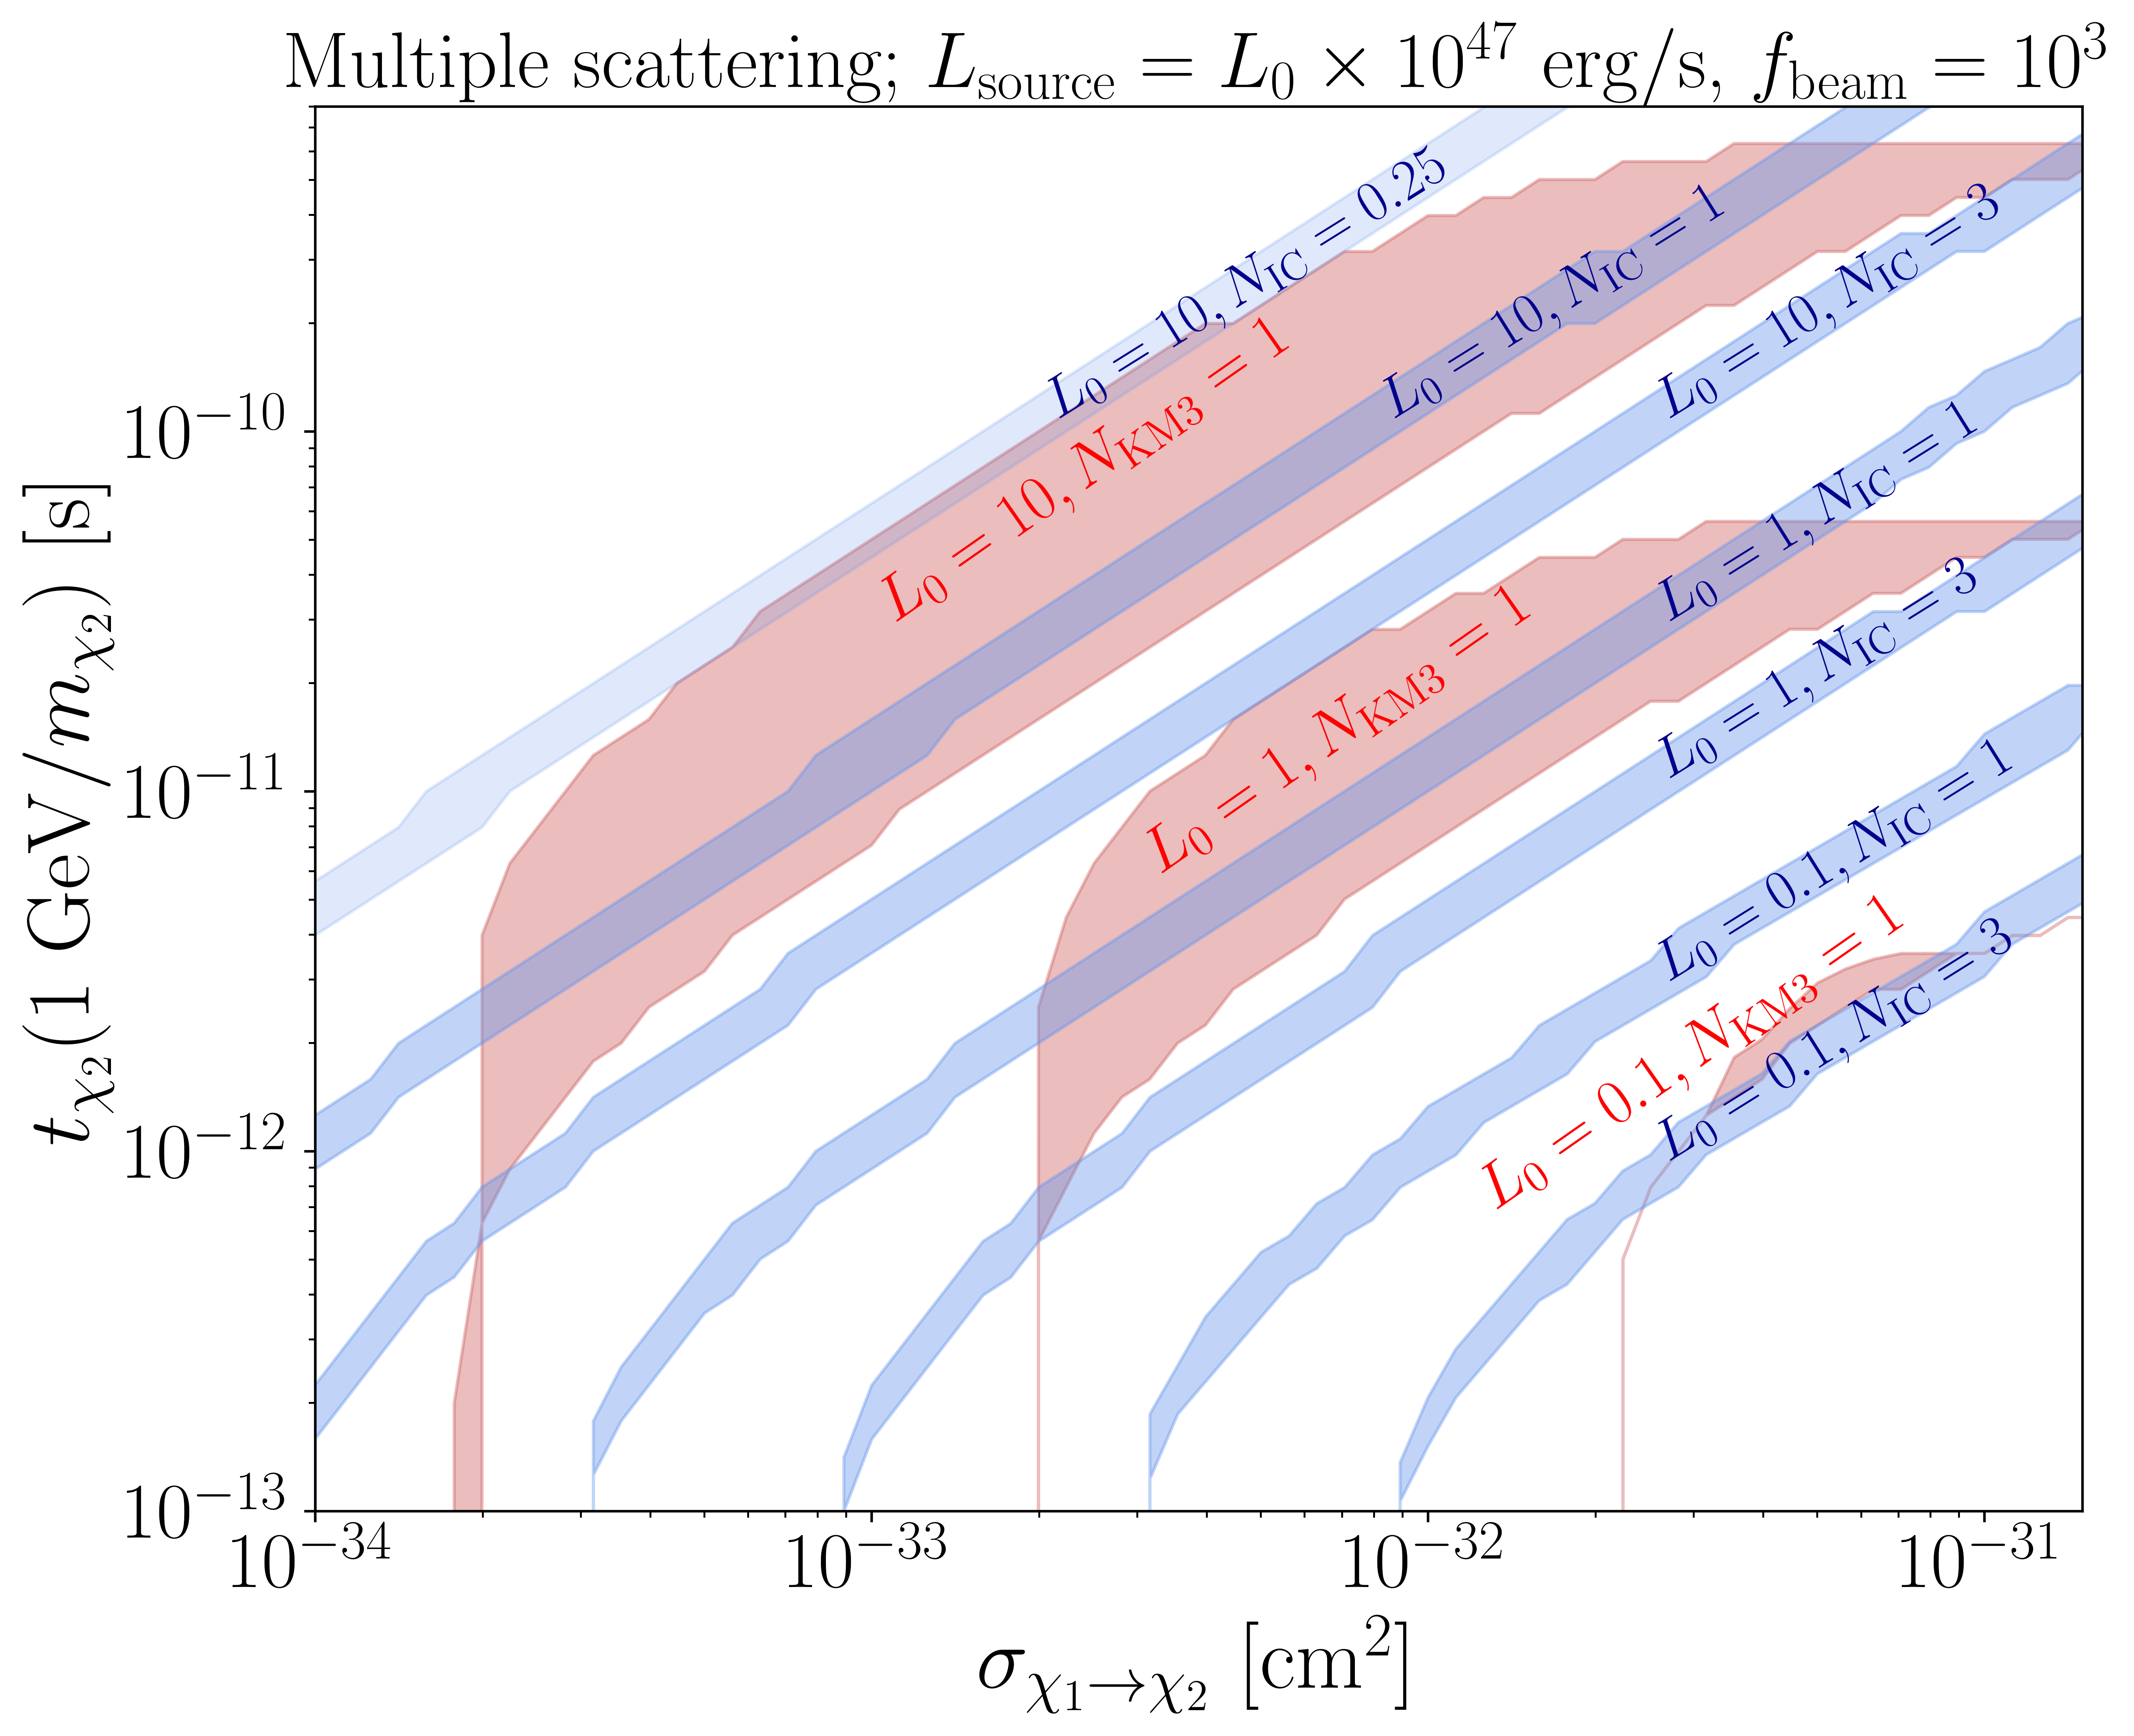 Multiple scattering; L_source = L_0 × 10^47 erg/s, f_beam = 10^3
t_χ2 (1 GeV/m_χ2) [s]
10^−10
10^−11
10^−12
10^−13
L_0 = 10, N_IC = 0.25
L_0 = 10, N_KM3 = 1
L_0 = 10, N_IC = 1
L_0 = 10, N_IC = 3
L_0 = 1, N_IC = 1
L_0 = 1, N_KM3 = 1
L_0 = 1, N_IC = 3
L_0 = 0.1, N_IC = 1
L_0 = 0.1, N_KM3 = 1
L_0 = 0.1, N_IC = 3
10^−34
10^−33
10^−32
10^−31
σ_χ1→χ2 [cm^2]